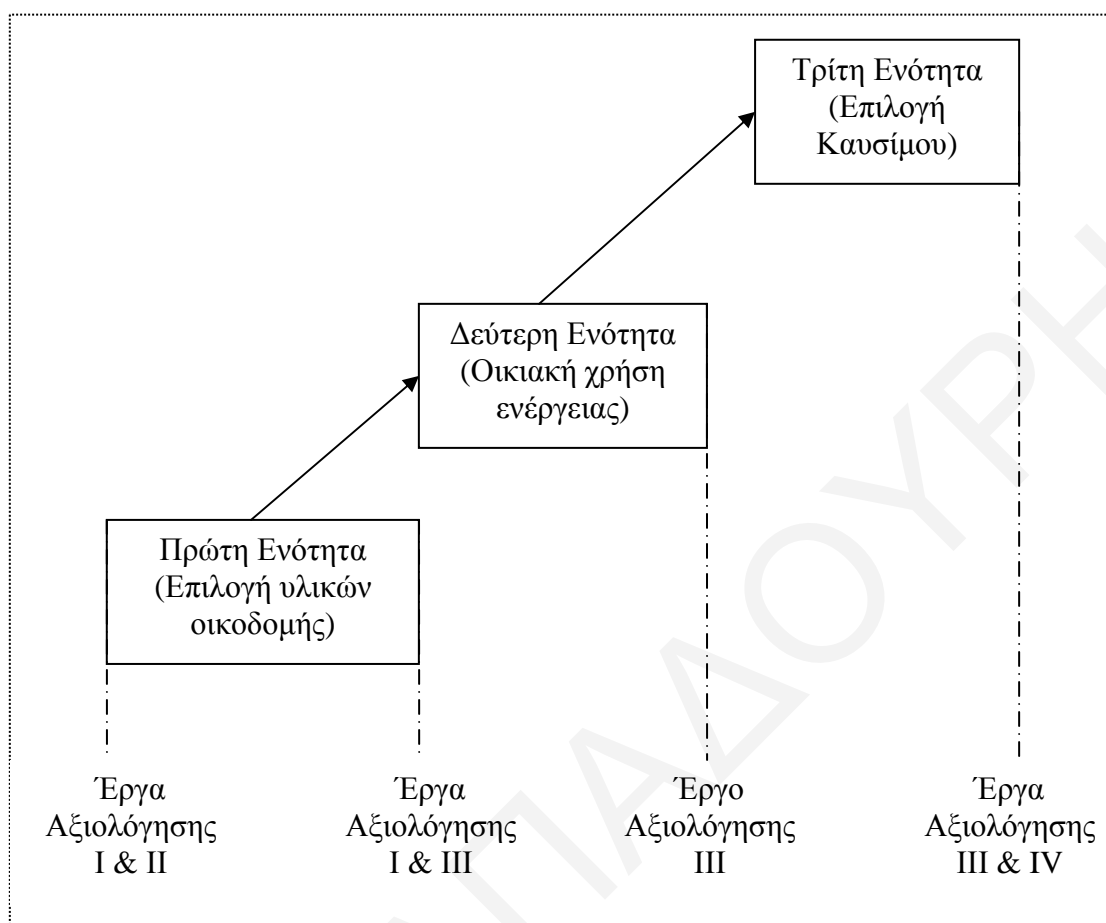 Τρίτη Ενότητα
(Επιλογή
Καυσίμου)
Δεύτερη Ενότητα
(Οικιακή χρήση
ενέργειας)
Πρώτη Ενότητα
(Επιλογή υλικών
οικοδομής)
Έργα
Αξιολόγησης
I & II
Έργα
Αξιολόγησης
I & III
Έργο
Αξιολόγησης
III
Έργα
Αξιολόγησης
III & IV